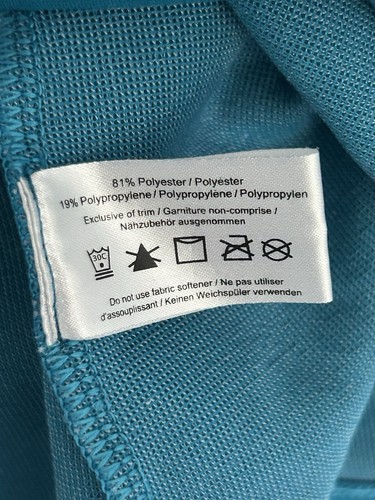 81% Polyester / Polyester
19% Polypropylene / Polypropylène / Polypropylen
Exclusive of trim / Garniture non-comprise /
Nähzubehör ausgenommen
30C
Do not use fabric softener / Ne pas utiliser
d'assouplissant / Keinen Weichspüler verwenden